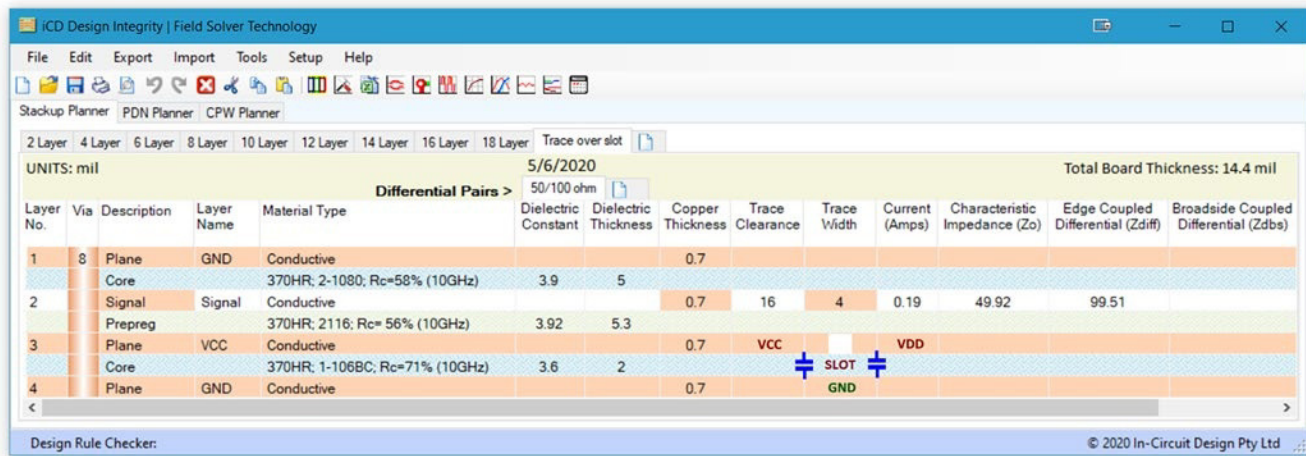 iCD Design Integrity | Field Solver Technology
File Edit Export Import Tools Setup Help
Stackup Planner PDN Planner CPW Planner
2 Layer 4 Layer 6 Layer 8 Layer 10 Layer 12 Layer 14 Layer 16 Layer 18 Layer Trace over slot
UNITS: mil 5/6/2020 Total Board Thickness: 14.4 mil
Differential Pairs > 50/100 ohm
Layer Via Description Layer Material Type Dielectric Dielectric Copper Trace Trace Current Characteristic Edge Coupled Broadside Coupled
No. Name Constant Thickness Thickness Clearance Width (Amps) Impedance (Zo) Differential (Zdiff) Differential (Zdbs)
1 8 Plane GND Conductive 0.7
Core 370HR; 2-1080; Rc=58% (10GHz) 3.9 5
2 Signal Signal Conductive 0.7 16 4 0.19 49.92 99.51
Prepreg 370HR; 2116; Rc= 56% (10GHz) 3.92 5.3
3 Plane VCC Conductive 0.7 VCC VDD
Core 370HR; 1-106BC; Rc=71% (10GHz) 3.6 2 SLOT
4 Plane GND Conductive 0.7 GND
Design Rule Checker: © 2020 In-Circuit Design Pty Ltd